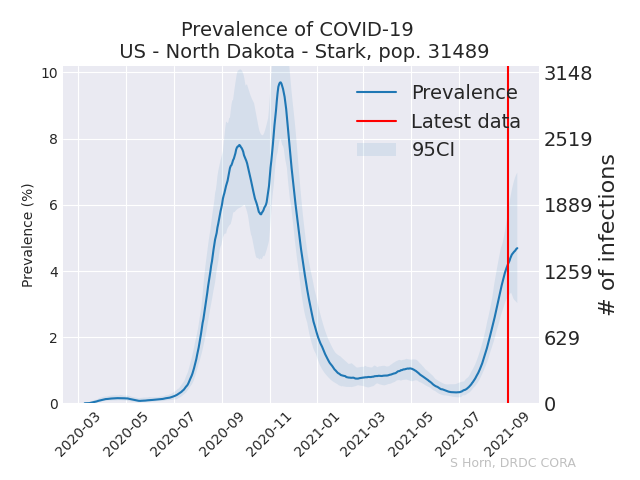 Prevalence of COVID-19
US - North Dakota - Stark, pop. 31489
Prevalence (%)
10
8
6
4
2
0
3148
2519
1889
1259
629
0
# of infections
Prevalence
Latest data
95CI
2020-03
2020-05
2020-07
2020-09
2020-11
2021-01
2021-03
2021-05
2021-07
2021-09
S Horn, DRDC CORA